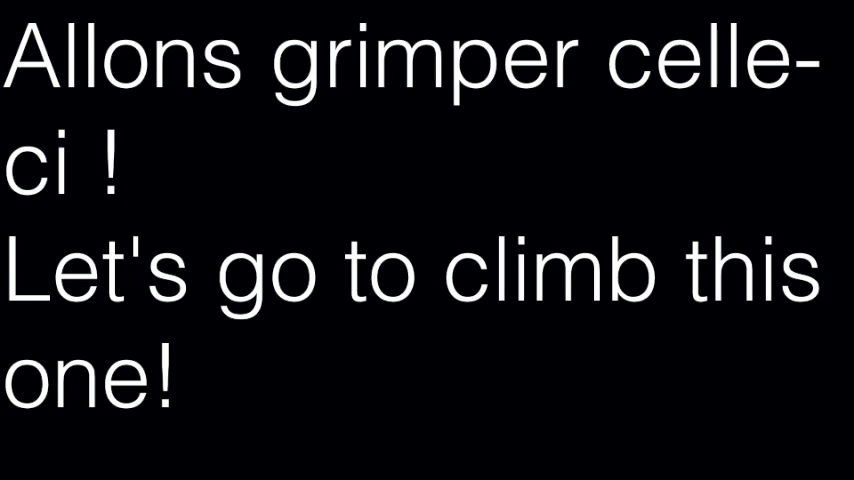 Allons grimper celle-
ci !
Let's go to climb this
one!